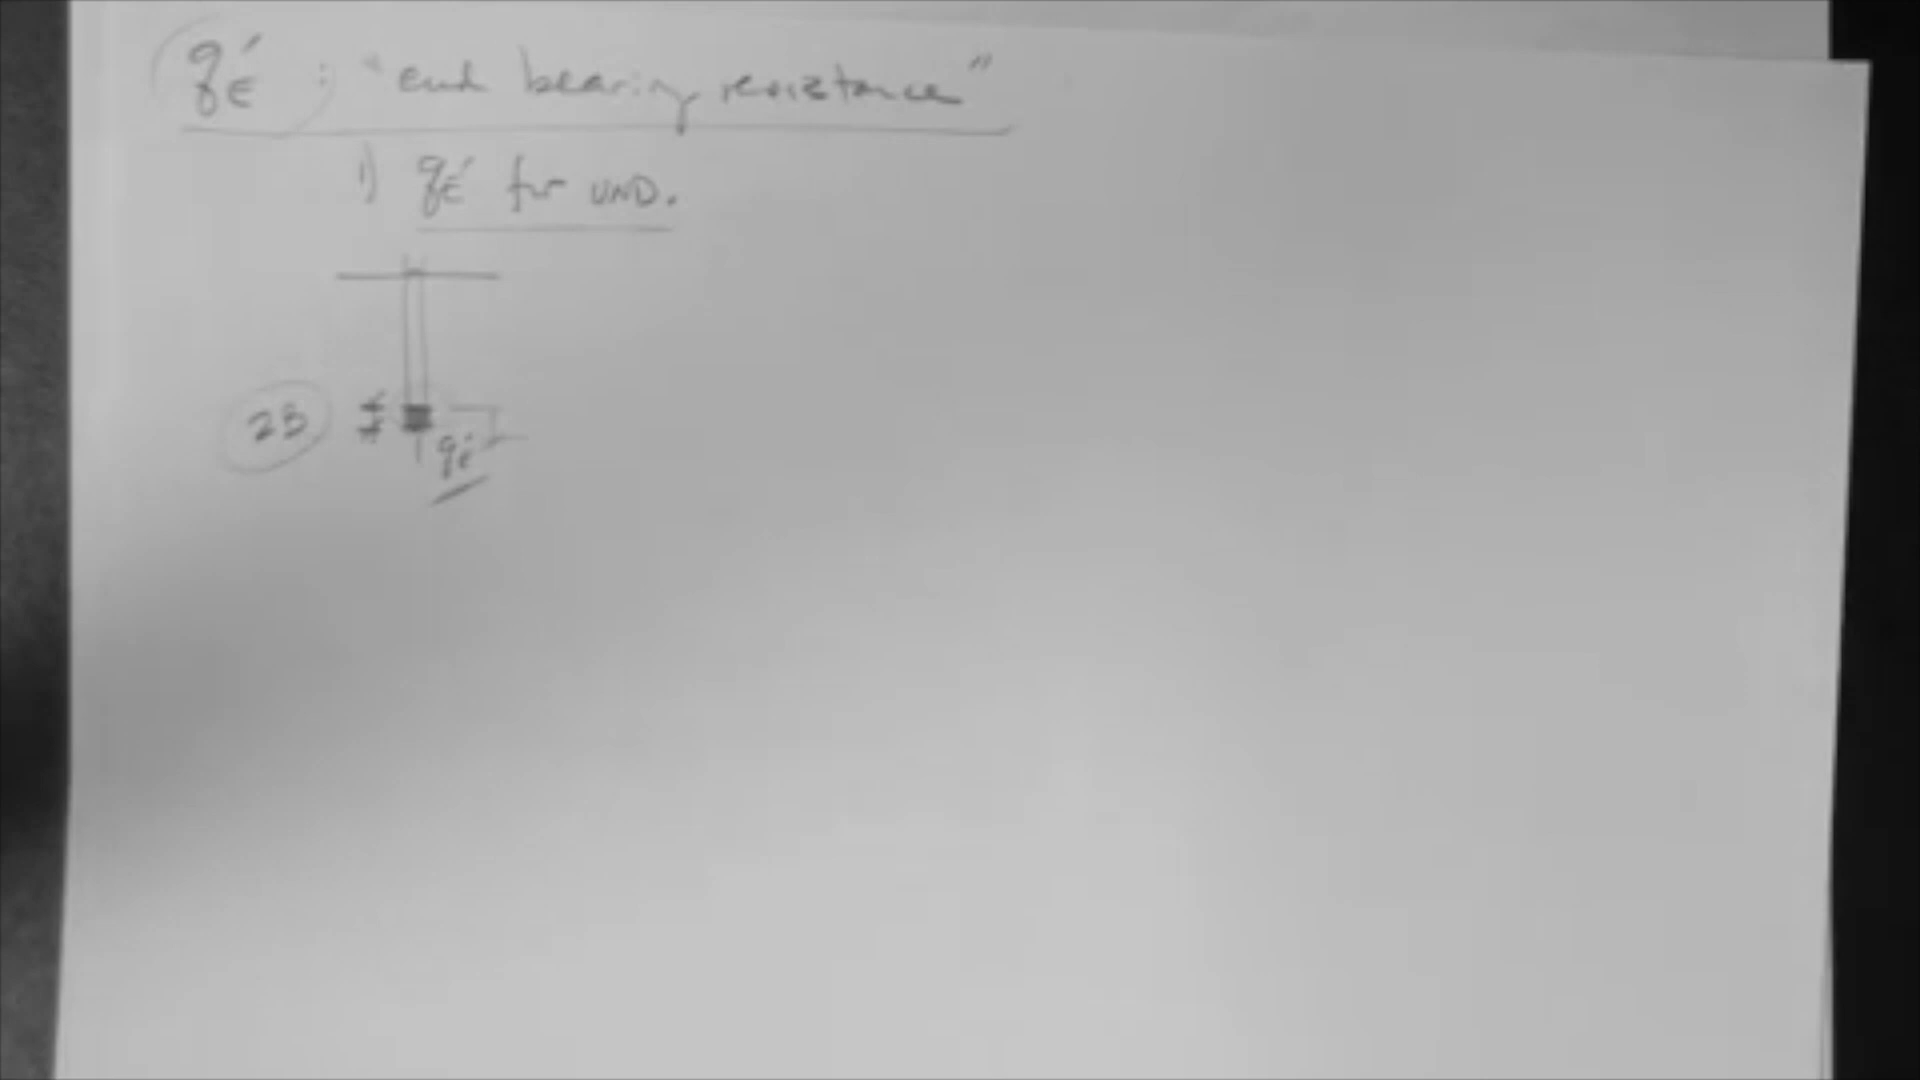 q'E : "end bearing resistance"
1) q'E for UND.
2B
q'E